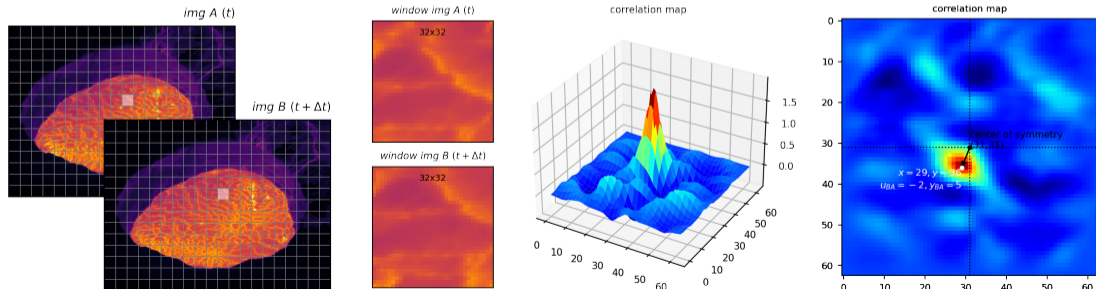 img A (t)
img B (t + Δt)
window img A (t)
32x32
window img B (t + Δt)
32x32
correlation map
1.5
1.0
0.5
0.0
0
10
20
30
40
50
60
0
10
20
30
40
50
60
correlation map
0
10
20
30
40
50
60
Center of symmetry
x = 29, y =
u_BA = −2, y_BA = 5
0
10
20
30
40
50
60